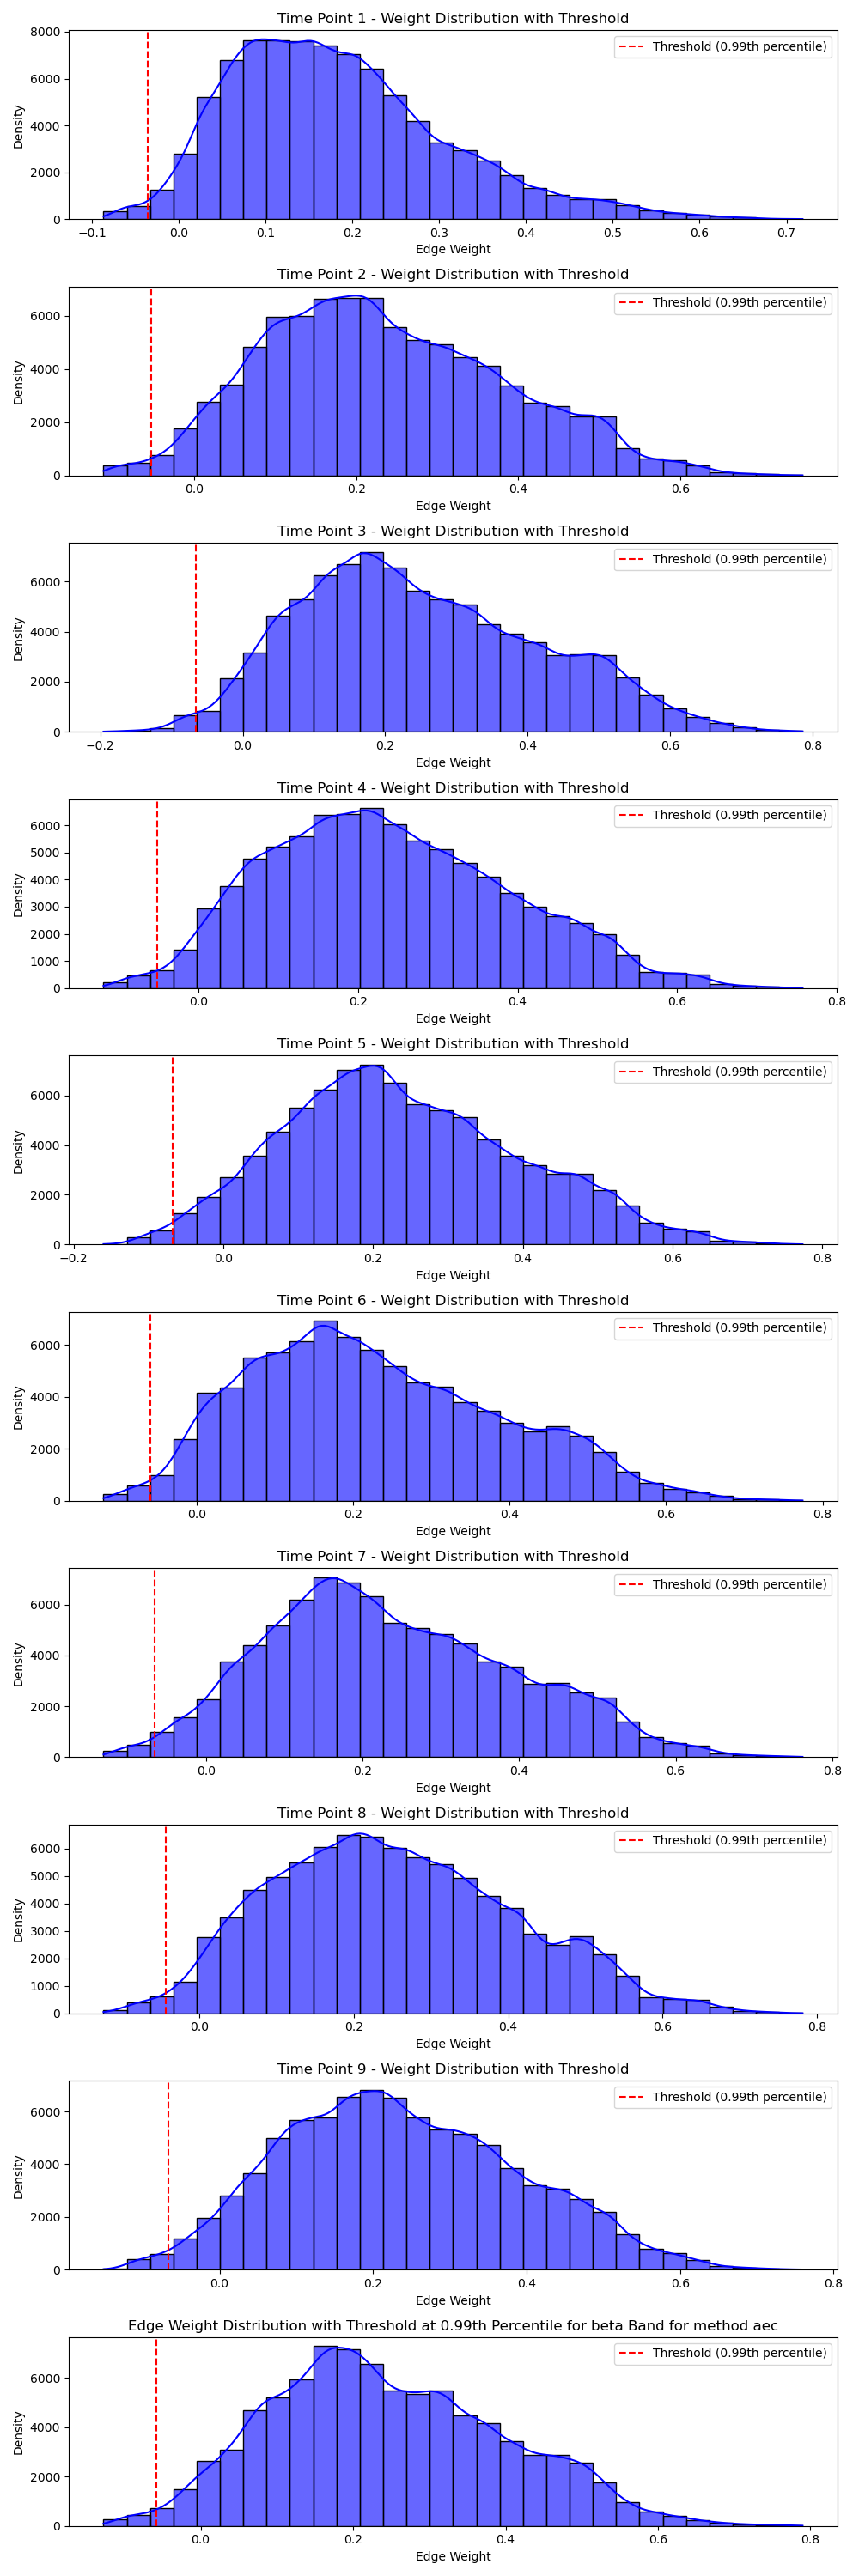 Time Point 1 - Weight Distribution with Threshold
Threshold (0.99th percentile)
Density
8000
6000
4000
2000
0
−0.1 0.0 0.1 0.2 0.3 0.4 0.5 0.6 0.7
Edge Weight
Time Point 2 - Weight Distribution with Threshold
Threshold (0.99th percentile)
Density
6000
4000
2000
0
0.0 0.2 0.4 0.6
Edge Weight
Time Point 3 - Weight Distribution with Threshold
Threshold (0.99th percentile)
Density
6000
4000
2000
0
−0.2 0.0 0.2 0.4 0.6 0.8
Edge Weight
Time Point 4 - Weight Distribution with Threshold
Threshold (0.99th percentile)
Density
6000
5000
4000
3000
2000
1000
0
0.0 0.2 0.4 0.6 0.8
Edge Weight
Time Point 5 - Weight Distribution with Threshold
Threshold (0.99th percentile)
Density
6000
4000
2000
0
−0.2 0.0 0.2 0.4 0.6 0.8
Edge Weight
Time Point 6 - Weight Distribution with Threshold
Threshold (0.99th percentile)
Density
6000
4000
2000
0
0.0 0.2 0.4 0.6 0.8
Edge Weight
Time Point 7 - Weight Distribution with Threshold
Threshold (0.99th percentile)
Density
6000
4000
2000
0
0.0 0.2 0.4 0.6 0.8
Edge Weight
Time Point 8 - Weight Distribution with Threshold
Threshold (0.99th percentile)
Density
6000
5000
4000
3000
2000
1000
0
0.0 0.2 0.4 0.6 0.8
Edge Weight
Time Point 9 - Weight Distribution with Threshold
Threshold (0.99th percentile)
Density
6000
4000
2000
0
0.0 0.2 0.4 0.6 0.8
Edge Weight
Edge Weight Distribution with Threshold at 0.99th Percentile for beta Band for method aec
Threshold (0.99th percentile)
Density
6000
4000
2000
0
0.0 0.2 0.4 0.6 0.8
Edge Weight